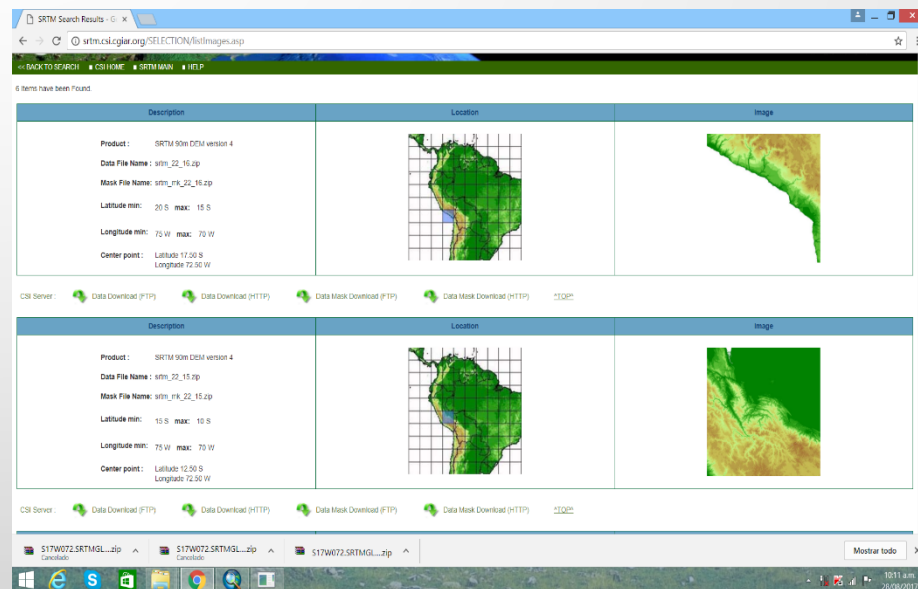 SRTM Search Results - G
srtm.csi.cgiar.org/SELECTION/listImages.asp
<< BACK TO SEARCH CSI HOME SRTM MAIN HELP
6 Items have been Found.
Description Location Image
Product : SRTM 90m DEM version 4
Data File Name : srtm_22_16.zip
Mask File Name: srtm_mk_22_16.zip
Latitude min: 20 S max: 15 S
Longitude min: 75 W max: 70 W
Center point : Latitude 17.50 S
Longitude 72.50 W
CSI Server : Data Download (FTP) Data Download (HTTP) Data Mask Download (FTP) Data Mask Download (HTTP) ^TOP^
Description Location Image
Product : SRTM 90m DEM version 4
Data File Name : srtm_22_15.zip
Mask File Name: srtm_mk_22_15.zip
Latitude min: 15 S max: 10 S
Longitude min: 75 W max: 70 W
Center point : Latitude 12.50 S
Longitude 72.50 W
CSI Server : Data Download (FTP) Data Download (HTTP) Data Mask Download (FTP) Data Mask Download (HTTP) ^TOP^
S17W072.SRTMGL....zip S17W072.SRTMGL....zip S17W072.SRTMGL....zip Mostrar todo
Cancelado Cancelado
10:11 a.m.
28/08/2017